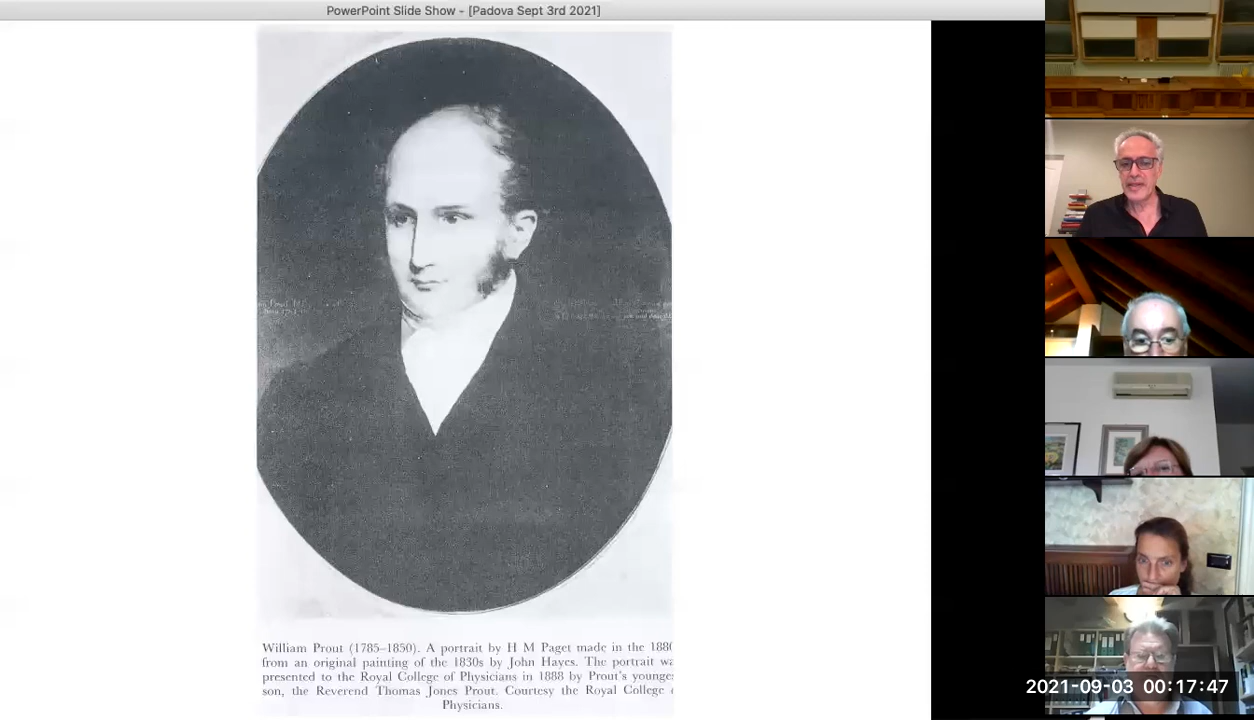 PowerPoint Slide Show - [Padova Sept 3rd 2021]
William Prout (1785–1850). A portrait by H M Paget made in the 188
from an original painting of the 1830s by John Hayes. The portrait wa
presented to the Royal College of Physicians in 1888 by Prout's younge
son, the Reverend Thomas Jones Prout. Courtesy the Royal College
Physicians.
2021-09-03 00:17:47